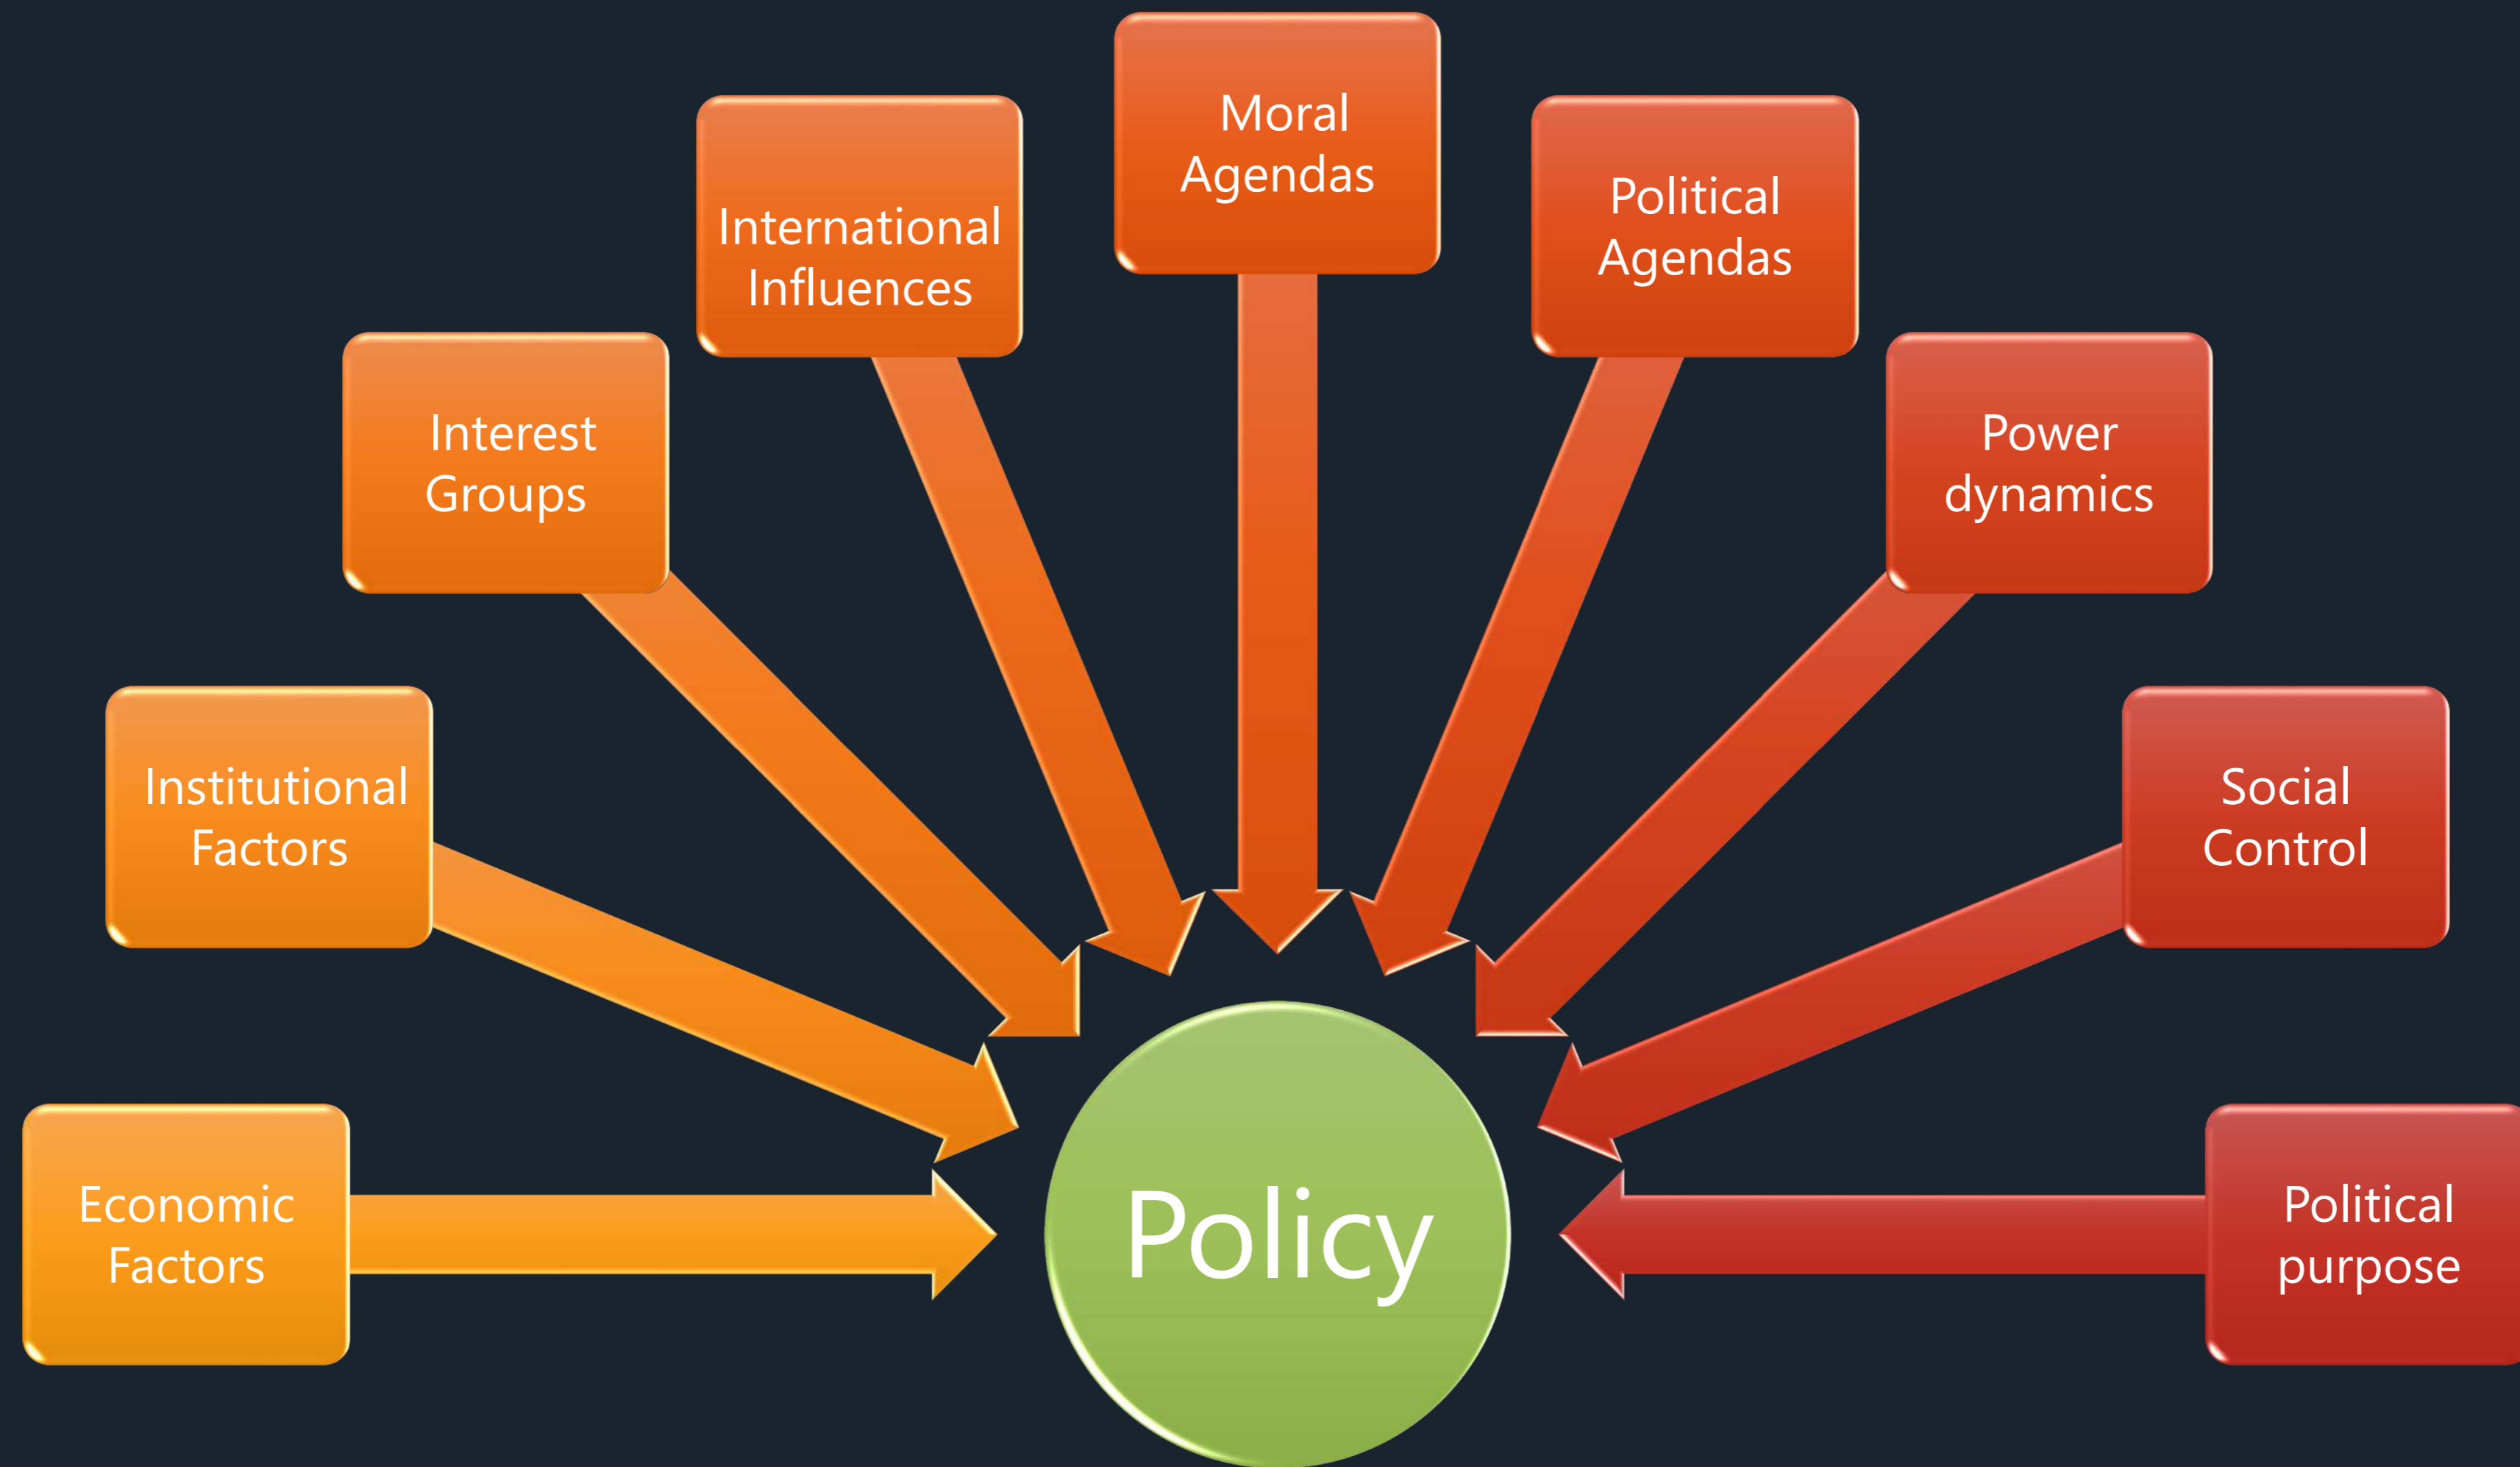 Moral
Agendas
International
Influences
Political
Agendas
Interest
Groups
Power
dynamics
Institutional
Factors
Social
Control
Economic
Factors
Policy
Political
purpose